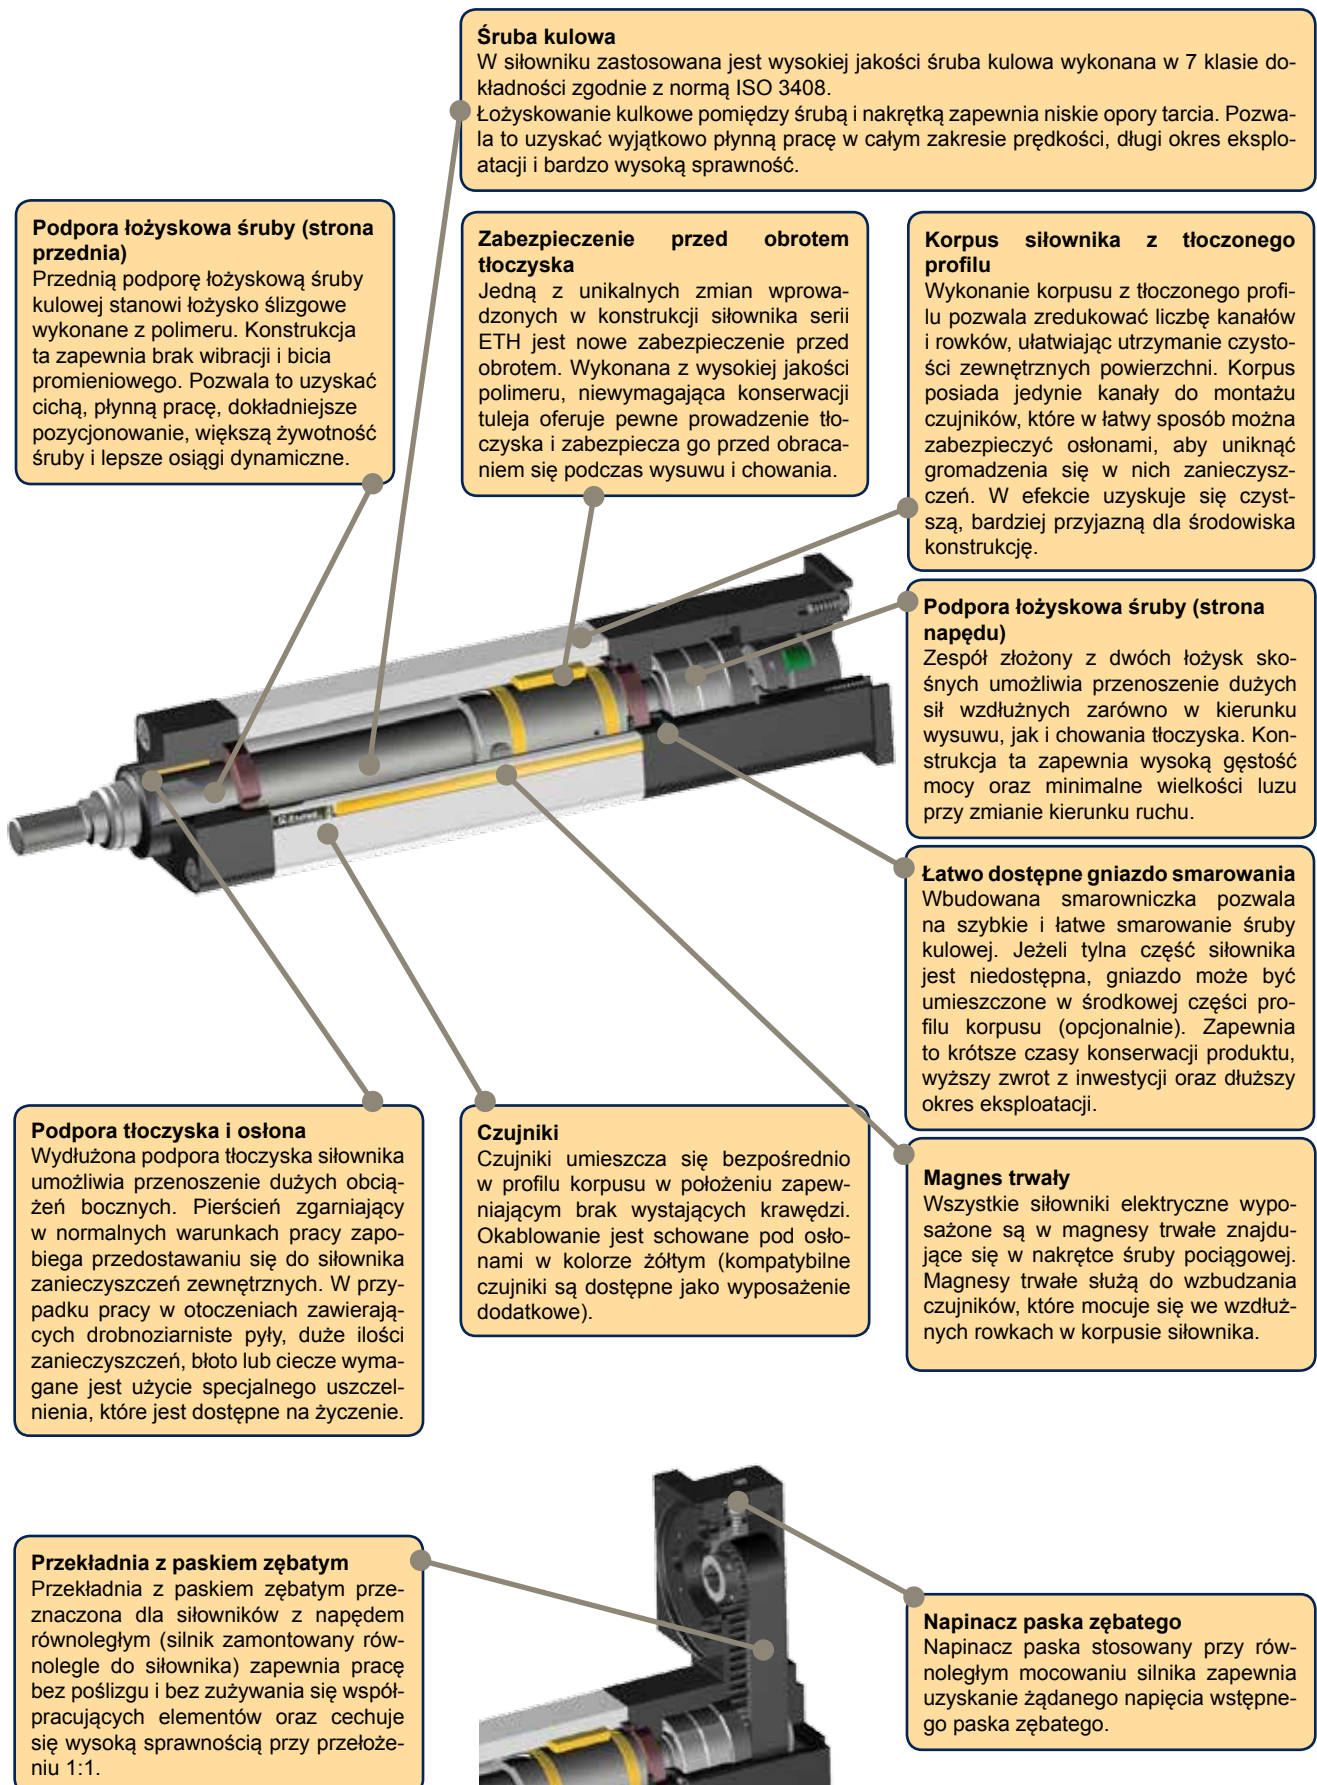 Śruba kulowa
W siłowniku zastosowana jest wysokiej jakości śruba kulowa wykonana w 7 klasie do-
kładności zgodnie z normą ISO 3408.
Łożyskowanie kulkowe pomiędzy śrubą i nakrętką zapewnia niskie opory tarcia. Pozwa-
la to uzyskać wyjątkowo płynną pracę w całym zakresie prędkości, długi okres eksplo-
atacji i bardzo wysoką sprawność.
Podpora łożyskowa śruby (strona
przednia)
Przednią podporę łożyskową śruby
kulowej stanowi łożysko ślizgowe
wykonane z polimeru. Konstrukcja
ta zapewnia brak wibracji i bicia
promieniowego. Pozwala to uzyskać
cichą, płynną pracę, dokładniejsze
pozycjonowanie, większą żywotność
śruby i lepsze osiągi dynamiczne.
Zabezpieczenie przed obrotem
tłoczyska
Jedną z unikalnych zmian wprowa-
dzonych w konstrukcji siłownika serii
ETH jest nowe zabezpieczenie przed
obrotem. Wykonana z wysokiej jakości
polimeru, niewymagająca konserwacji
tuleja oferuje pewne prowadzenie tło-
czyska i zabezpiecza go przed obraca-
niem się podczas wysuwu i chowania.
Korpus siłownika z tłoczonego
profilu
Wykonanie korpusu z tłoczonego profi-
lu pozwala zredukować liczbę kanałów
i rowków, ułatwiając utrzymanie czysto-
ści zewnętrznych powierzchni. Korpus
posiada jedynie kanały do montażu
czujników, które w łatwy sposób można
zabezpieczyć osłonami, aby uniknąć
gromadzenia się w nich zanieczysz-
czeń. W efekcie uzyskuje się czyst-
szą, bardziej przyjazną dla środowiska
konstrukcję.
Podpora łożyskowa śruby (strona
napędu)
Zespół złożony z dwóch łożysk sko-
śnych umożliwia przenoszenie dużych
sił wzdłużnych zarówno w kierunku
wysuwu, jak i chowania tłoczyska. Kon-
strukcja ta zapewnia wysoką gęstość
mocy oraz minimalne wielkości luzu
przy zmianie kierunku ruchu.
Łatwo dostępne gniazdo smarowania
Wbudowana smarowniczka pozwala
na szybkie i łatwe smarowanie śruby
kulowej. Jeżeli tylna część siłownika
jest niedostępna, gniazdo może być
umieszczone w środkowej części pro-
filu korpusu (opcjonalnie). Zapewnia
to krótsze czasy konserwacji produktu,
wyższy zwrot z inwestycji oraz dłuższy
okres eksploatacji.
Podpora tłoczyska i osłona
Wydłużona podpora tłoczyska siłownika
umożliwia przenoszenie dużych obcią-
żeń bocznych. Pierścień zgarniający
w normalnych warunkach pracy zapo-
biega przedostawaniu się do siłownika
zanieczyszczeń zewnętrznych. W przy-
padku pracy w otoczeniach zawierają-
cych drobnoziarniste pyły, duże ilości
zanieczyszczeń, błoto lub ciecze wyma-
gane jest użycie specjalnego uszczel-
nienia, które jest dostępne na życzenie.
Czujniki
Czujniki umieszcza się bezpośrednio
w profilu korpusu w położeniu zapew-
niającym brak wystających krawędzi.
Okablowanie jest schowane pod osło-
nami w kolorze żółtym (kompatybilne
czujniki są dostępne jako wyposażenie
dodatkowe).
Magnes trwały
Wszystkie siłowniki elektryczne wypo-
sażone są w magnesy trwałe znajdu-
jące się w nakrętce śruby pociągowej.
Magnesy trwałe służą do wzbudzania
czujników, które mocuje się we wzdłuż-
nych rowkach w korpusie siłownika.
Przekładnia z paskiem zębatym
Przekładnia z paskiem zębatym prze-
znaczona dla siłowników z napędem
równoległym (silnik zamontowany rów-
nolegle do siłownika) zapewnia pracę
bez poślizgu i bez zużywania się współ-
pracujących elementów oraz cechuje
się wysoką sprawnością przy przełoże-
niu 1:1.
Napinacz paska zębatego
Napinacz paska stosowany przy rów-
noległym mocowaniu silnika zapewnia
uzyskanie żądanego napięcia wstępne-
go paska zębatego.